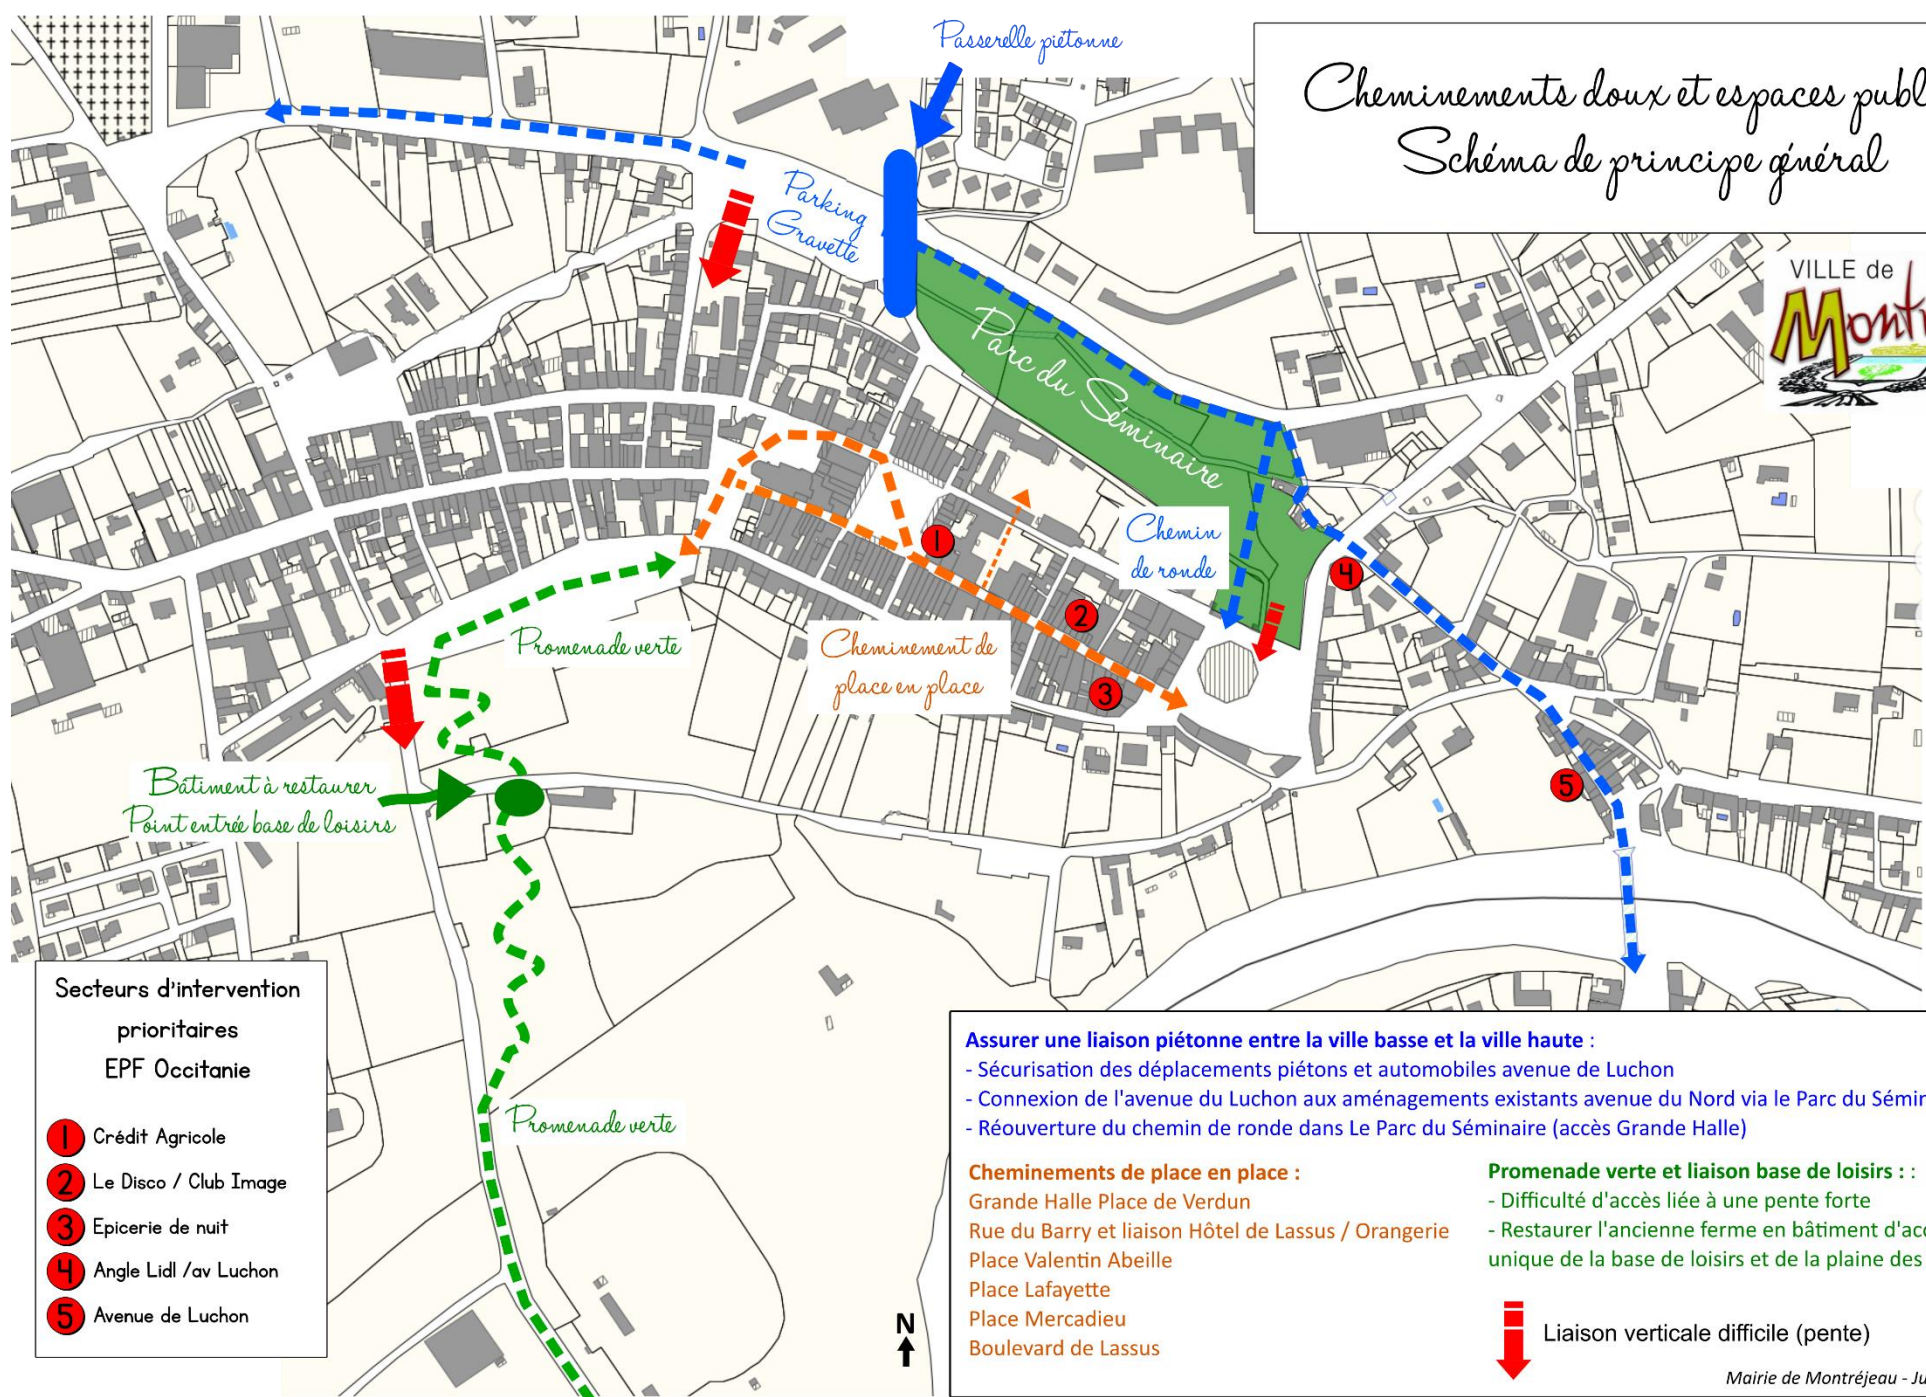 Passerelle piétonne
Cheminements doux et espaces publ
Schéma de principe général
VILLE de
Mont
Parking
Gravette
Parc du Séminaire
Chemin
de ronde
1
2
3
4
5
Promenade verte
Cheminement de
place en place
Bâtiment à restaurer
Point entrée base de loisirs
Promenade verte
Secteurs d'intervention
prioritaires
EPF Occitanie
1 Crédit Agricole
2 Le Disco / Club Image
3 Epicerie de nuit
4 Angle Lidl /av Luchon
5 Avenue de Luchon
N
Assurer une liaison piétonne entre la ville basse et la ville haute :
- Sécurisation des déplacements piétons et automobiles avenue de Luchon
- Connexion de l'avenue du Luchon aux aménagements existants avenue du Nord via le Parc du Sémin
- Réouverture du chemin de ronde dans Le Parc du Séminaire (accès Grande Halle)
Cheminements de place en place :
Grande Halle Place de Verdun
Rue du Barry et liaison Hôtel de Lassus / Orangerie
Place Valentin Abeille
Place Lafayette
Place Mercadieu
Boulevard de Lassus
Promenade verte et liaison base de loisirs : :
- Difficulté d'accès liée à une pente forte
- Restaurer l'ancienne ferme en bâtiment d'acc
unique de la base de loisirs et de la plaine des
Liaison verticale difficile (pente)
Mairie de Montréjeau - Ju